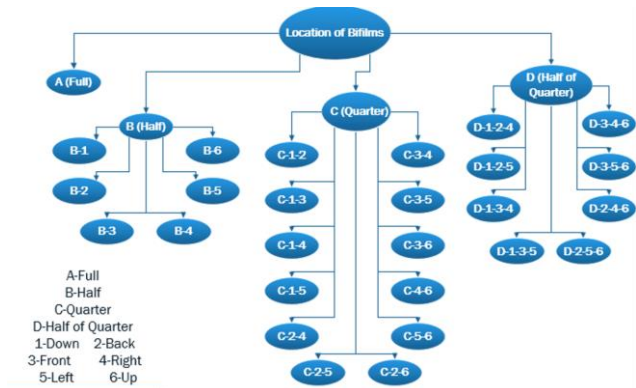 Location of Bifilms
A (Full)
B (Half)
B-1
B-6
B-2
B-5
B-3
B-4
C (Quarter)
C-1-2
C-3-4
C-1-3
C-3-5
C-1-4
C-3-6
C-1-5
C-4-6
C-2-4
C-5-6
C-2-5
C-2-6
D (Half of
Quarter)
D-1-2-4
D-3-4-6
D-1-2-5
D-3-5-6
D-1-3-4
D-2-4-6
D-1-3-5
D-2-5-6
A-Full
B-Half
C-Quarter
D-Half of Quarter
1-Down 2-Back
3-Front 4-Right
5-Left 6-Up